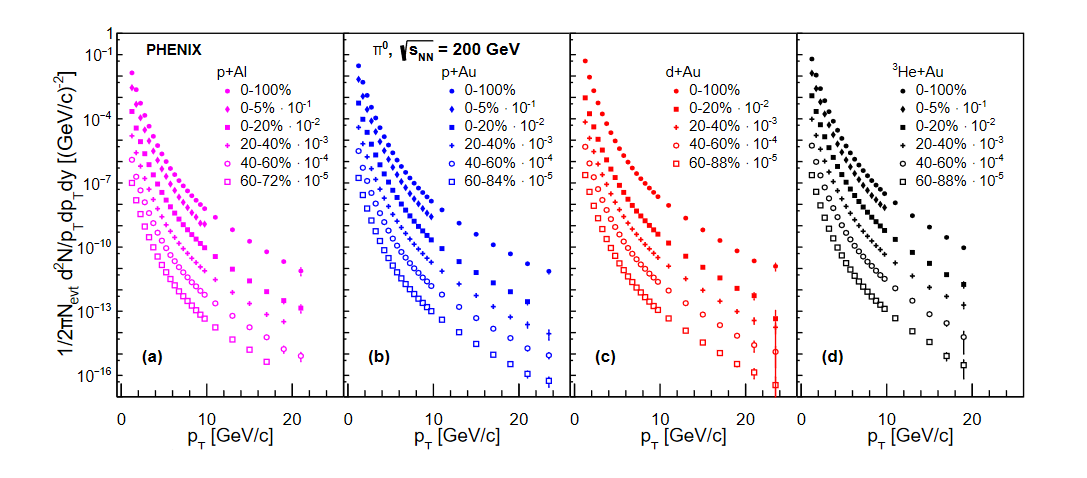 1/2πN_evt d²N/p_T dp_T dy [(GeV/c)⁻²]
1
10⁻¹
10⁻⁴
10⁻⁷
10⁻¹⁰
10⁻¹³
10⁻¹⁶
PHENIX
p+Al
0-100%
0-5% · 10⁻¹
0-20% · 10⁻²
20-40% · 10⁻³
40-60% · 10⁻⁴
60-72% · 10⁻⁵
(a)
0 10 20
p_T [GeV/c]
π⁰, √s_NN = 200 GeV
p+Au
0-100%
0-5% · 10⁻¹
0-20% · 10⁻²
20-40% · 10⁻³
40-60% · 10⁻⁴
60-84% · 10⁻⁵
(b)
0 10 20
p_T [GeV/c]
d+Au
0-100%
0-20% · 10⁻²
20-40% · 10⁻³
40-60% · 10⁻⁴
60-88% · 10⁻⁵
(c)
0 10 20
p_T [GeV/c]
³He+Au
0-100%
0-5% · 10⁻¹
0-20% · 10⁻²
20-40% · 10⁻³
40-60% · 10⁻⁴
60-88% · 10⁻⁵
(d)
0 10 20
p_T [GeV/c]